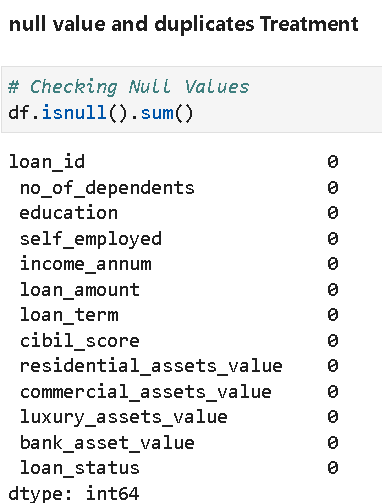 null value and duplicates Treatment
# Checking Null Values
df.isnull().sum()
loan_id 0
no_of_dependents 0
education 0
self_employed 0
income_annum 0
loan_amount 0
loan_term 0
cibil_score 0
residential_assets_value 0
commercial_assets_value 0
luxury_assets_value 0
bank_asset_value 0
loan_status 0
dtype: int64